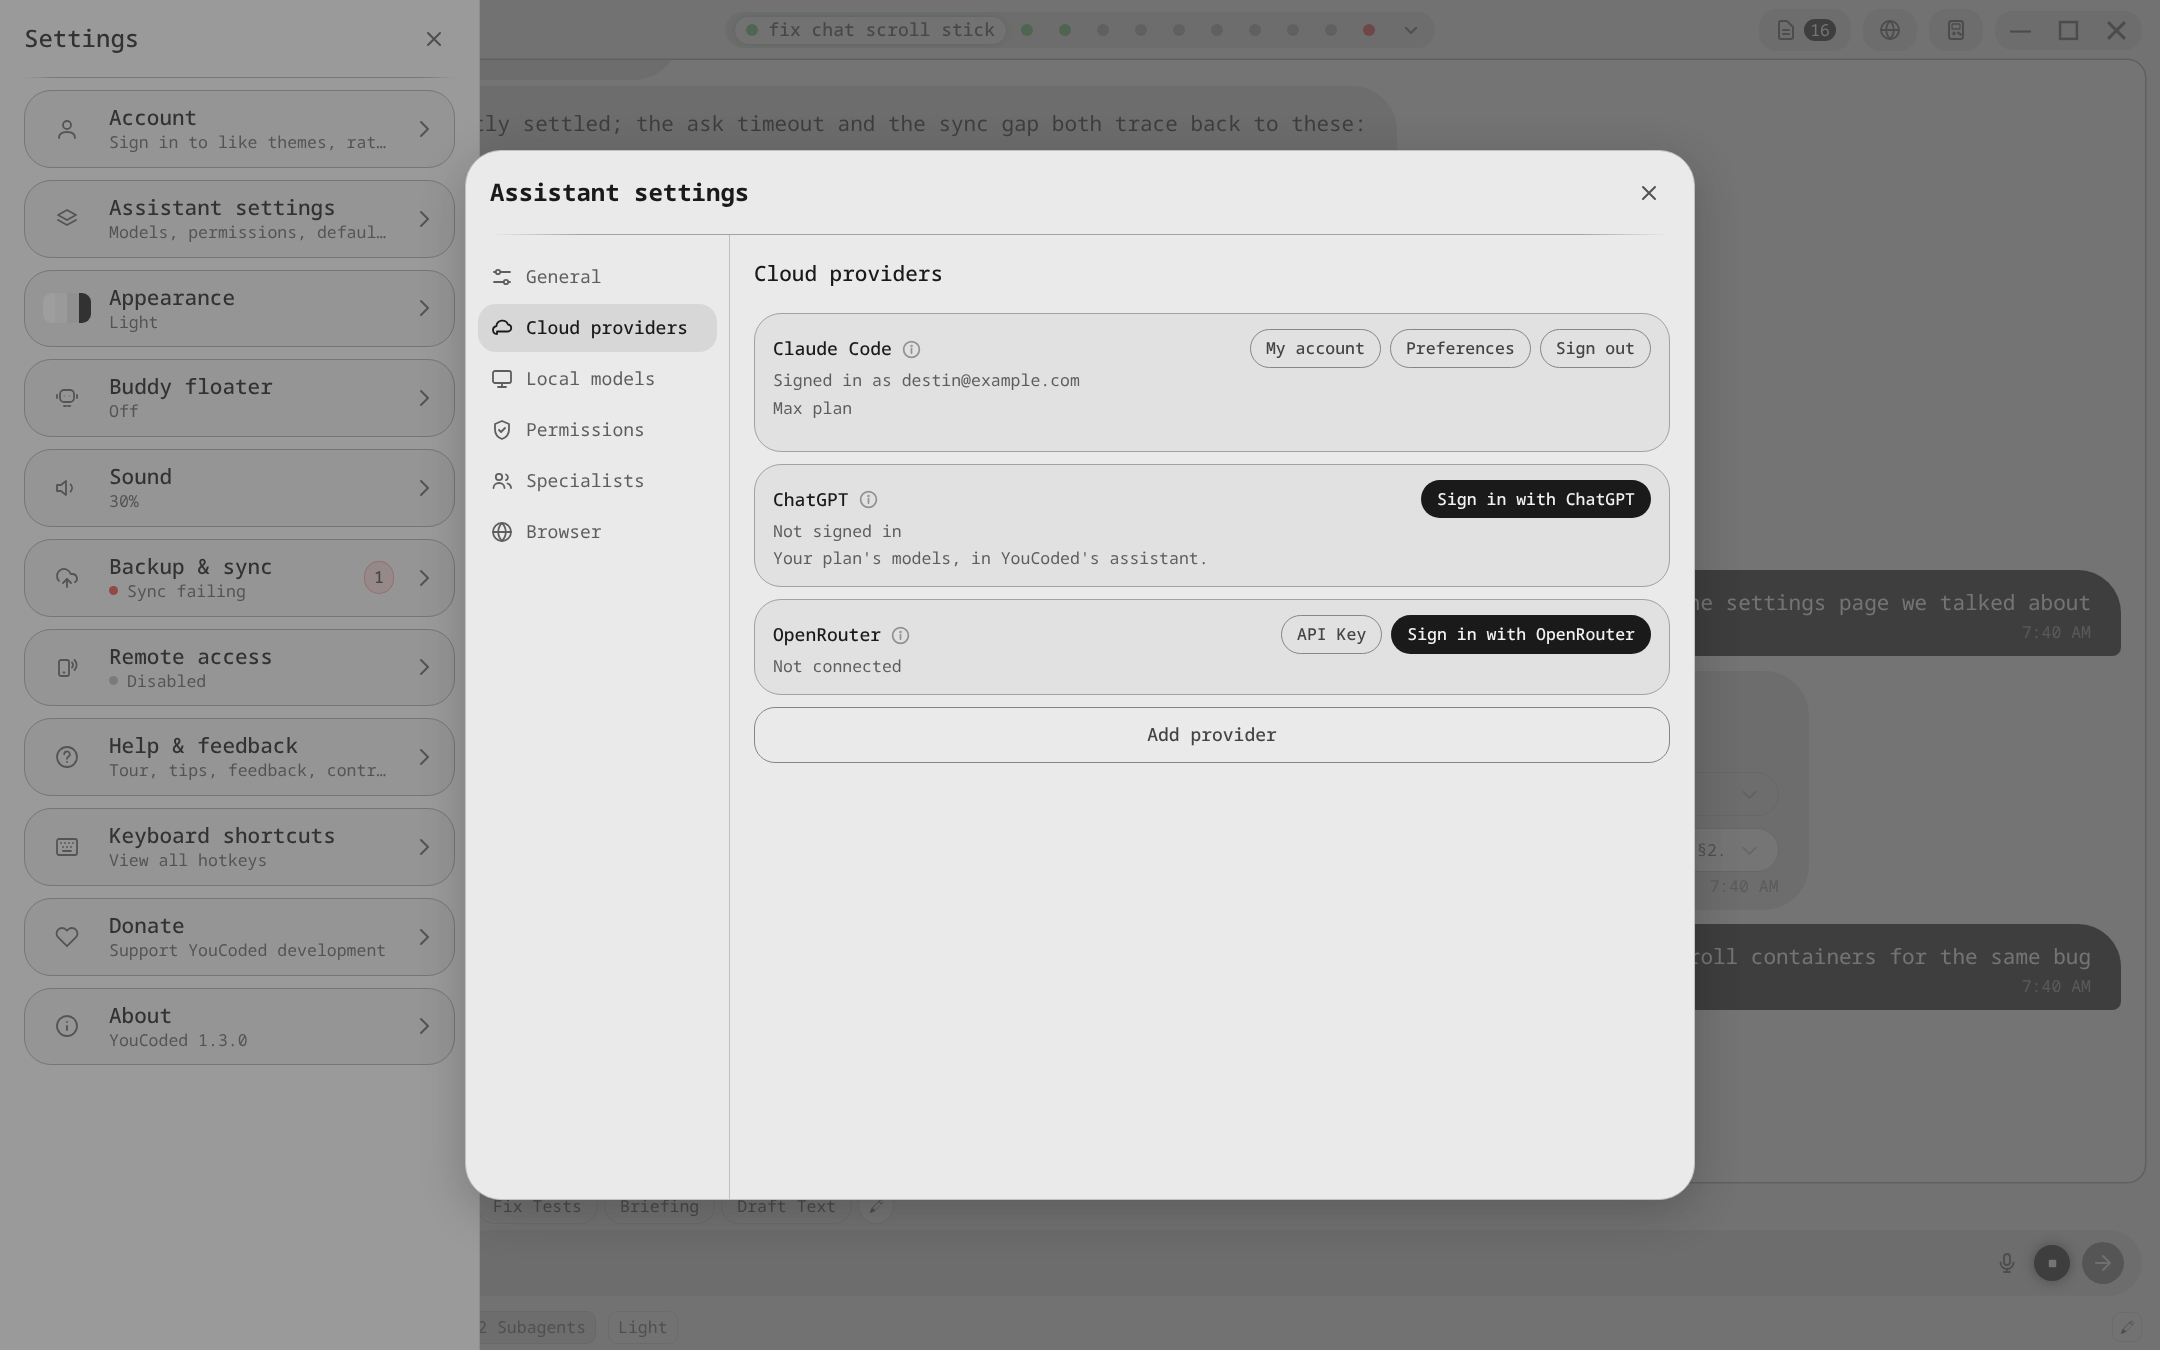 Settings
Account
Sign in to like themes, rat…
Assistant settings
Models, permissions, defaul…
Appearance
Light
Buddy floater
Off
Sound
30%
Backup & sync
Sync failing
1
Remote access
Disabled
Help & feedback
Tour, tips, feedback, contr…
Keyboard shortcuts
View all hotkeys
Donate
Support YouCoded development
About
YouCoded 1.3.0
fix chat scroll stick
16
tly settled; the ask timeout and the sync gap both trace back to these:
Assistant settings
General
Cloud providers
Local models
Permissions
Specialists
Browser
Cloud providers
Claude Code
My account
Preferences
Sign out
Signed in as destin@example.com
Max plan
ChatGPT
Sign in with ChatGPT
Not signed in
Your plan's models, in YouCoded's assistant.
OpenRouter
API Key
Sign in with OpenRouter
Not connected
Add provider
he settings page we talked about
7:40 AM
§2.
7:40 AM
roll containers for the same bug
7:40 AM
Fix Tests
Briefing
Draft Text
2 Subagents
Light